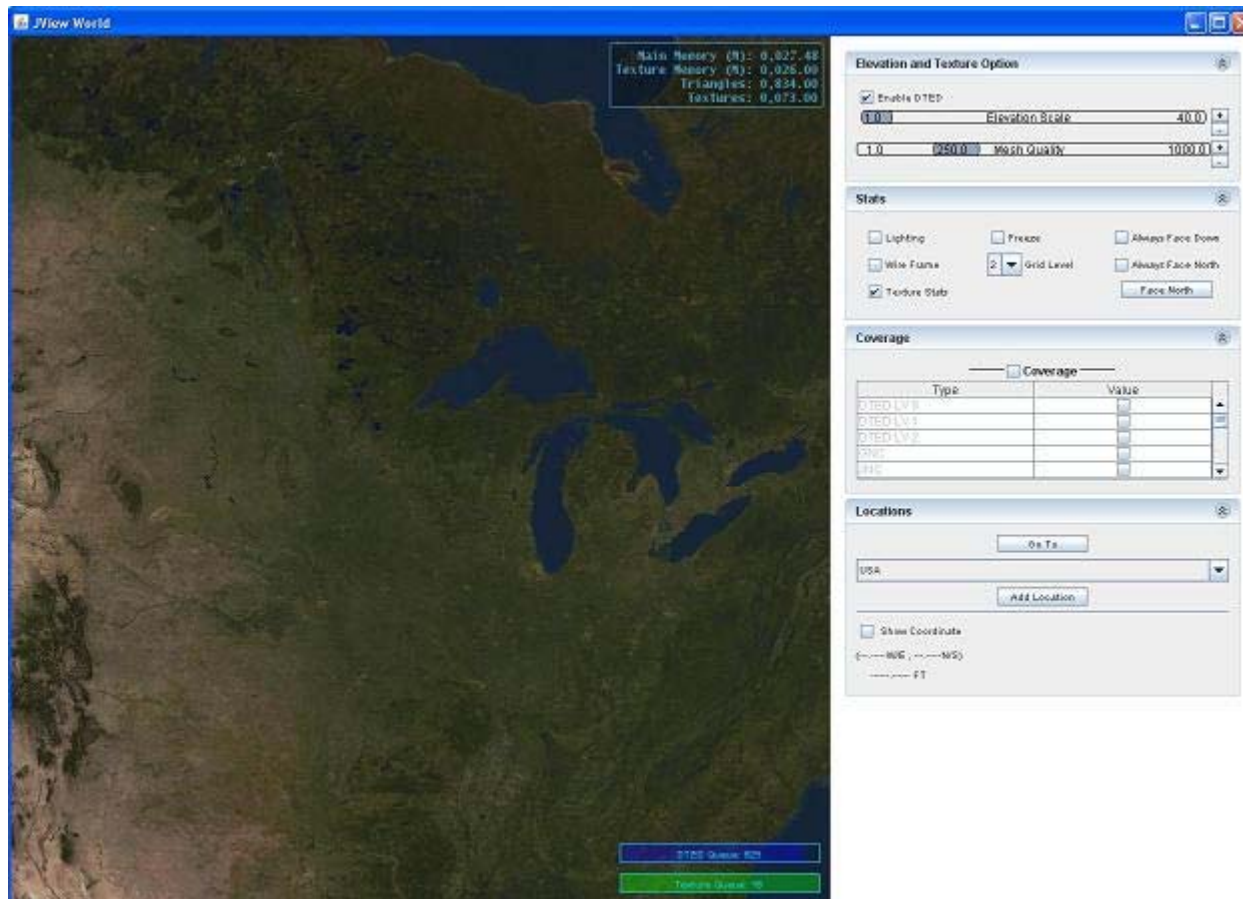 JView World
Main Memory (M): 0,027.48
Texture Memory (M): 0,026.00
Triangles: 0,834.00
Textures: 0,073.00
Elevation and Texture Option
Enable DTED
1.0 Elevation Scale 40.0 + -
1.0 250.0 Mesh Quality 1000.0 + -
Stats
Lighting Freeze Always Face Down
Wire Frame 2 Grid Level Always Face North
Texture Stats Face North
Coverage
Coverage
Type Value
DTED LV 0
DTED LV 1
DTED LV 2
GNC
JNC
Locations
Go To
USA
Add Location
Show Coordinate
(--.---- W/E , --.---- N/S)
----.---- FT
DTED Queue:
Texture Queue: